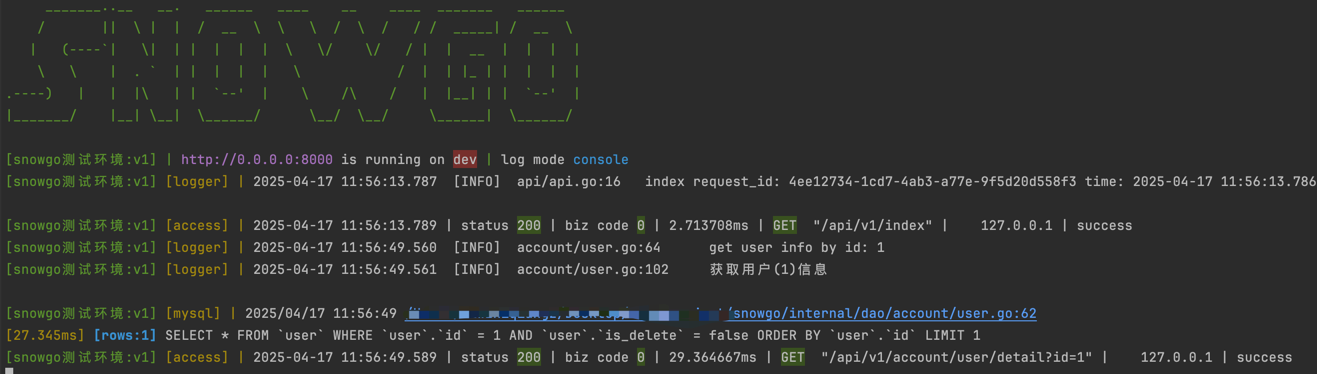 [snowgo测试环境:v1] | http://0.0.0.0:8000 is running on dev | log mode console
[snowgo测试环境:v1] [logger] | 2025-04-17 11:56:13.787 [INFO] api/api.go:16 index request_id: 4ee12734-1cd7-4ab3-a77e-9f5d20d558f3 time: 2025-04-17 11:56:13.786
[snowgo测试环境:v1] [access] | 2025-04-17 11:56:13.789 | status 200 | biz code 0 | 2.713708ms | GET "/api/v1/index" | 127.0.0.1 | success
[snowgo测试环境:v1] [logger] | 2025-04-17 11:56:49.560 [INFO] account/user.go:64 get user info by id: 1
[snowgo测试环境:v1] [logger] | 2025-04-17 11:56:49.561 [INFO] account/user.go:102 获取用户(1)信息
[snowgo测试环境:v1] [mysql] | 2025/04/17 11:56:49 /snowgo/internal/dao/account/user.go:62
[27.345ms] [rows:1] SELECT * FROM `user` WHERE `user`.`id` = 1 AND `user`.`is_delete` = false ORDER BY `user`.`id` LIMIT 1
[snowgo测试环境:v1] [access] | 2025-04-17 11:56:49.589 | status 200 | biz code 0 | 29.364667ms | GET "/api/v1/account/user/detail?id=1" | 127.0.0.1 | success